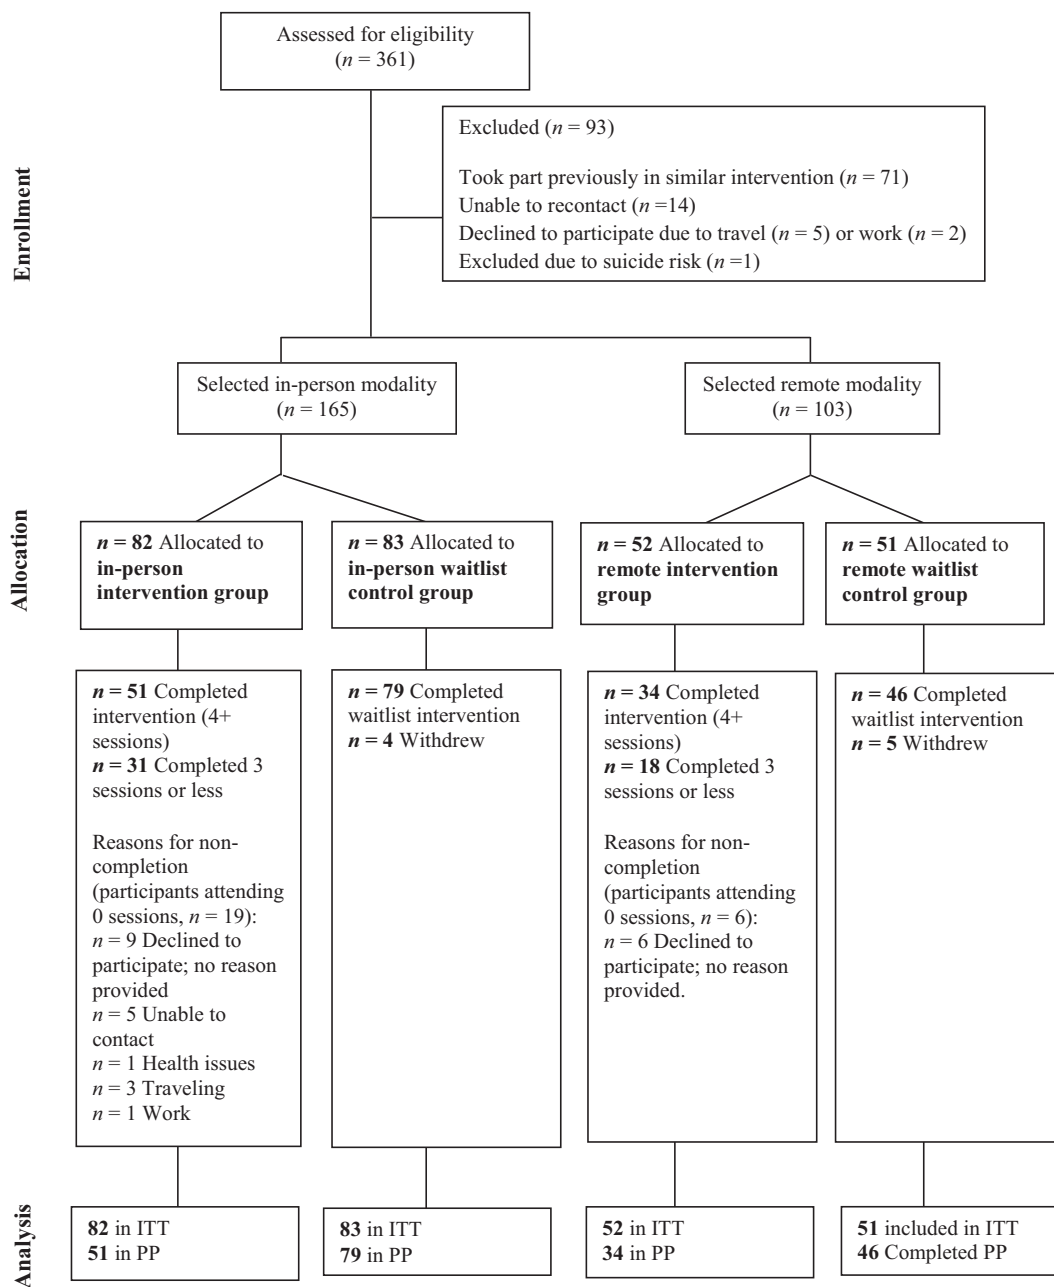 Assessed for eligibility
(n = 361)
Enrollment
Excluded (n = 93)
Took part previously in similar intervention (n = 71)
Unable to recontact (n =14)
Declined to participate due to travel (n = 5) or work (n = 2)
Excluded due to suicide risk (n =1)
Selected in-person modality
(n = 165)
Selected remote modality
(n = 103)
Allocation
n = 82 Allocated to
in-person
intervention group
n = 83 Allocated to
in-person waitlist
control group
n = 52 Allocated to
remote intervention
group
n = 51 Allocated to
remote waitlist
control group
n = 51 Completed
intervention (4+
sessions)
n = 31 Completed 3
sessions or less
Reasons for non-
completion
(participants attending
0 sessions, n = 19):
n = 9 Declined to
participate; no reason
provided
n = 5 Unable to
contact
n = 1 Health issues
n = 3 Traveling
n = 1 Work
n = 79 Completed
waitlist intervention
n = 4 Withdrew
n = 34 Completed
intervention (4+
sessions)
n = 18 Completed 3
sessions or less
Reasons for non-
completion
(participants attending
0 sessions, n = 6):
n = 6 Declined to
participate; no reason
provided.
n = 46 Completed
waitlist intervention
n = 5 Withdrew
Analysis
82 in ITT
51 in PP
83 in ITT
79 in PP
52 in ITT
34 in PP
51 included in ITT
46 Completed PP